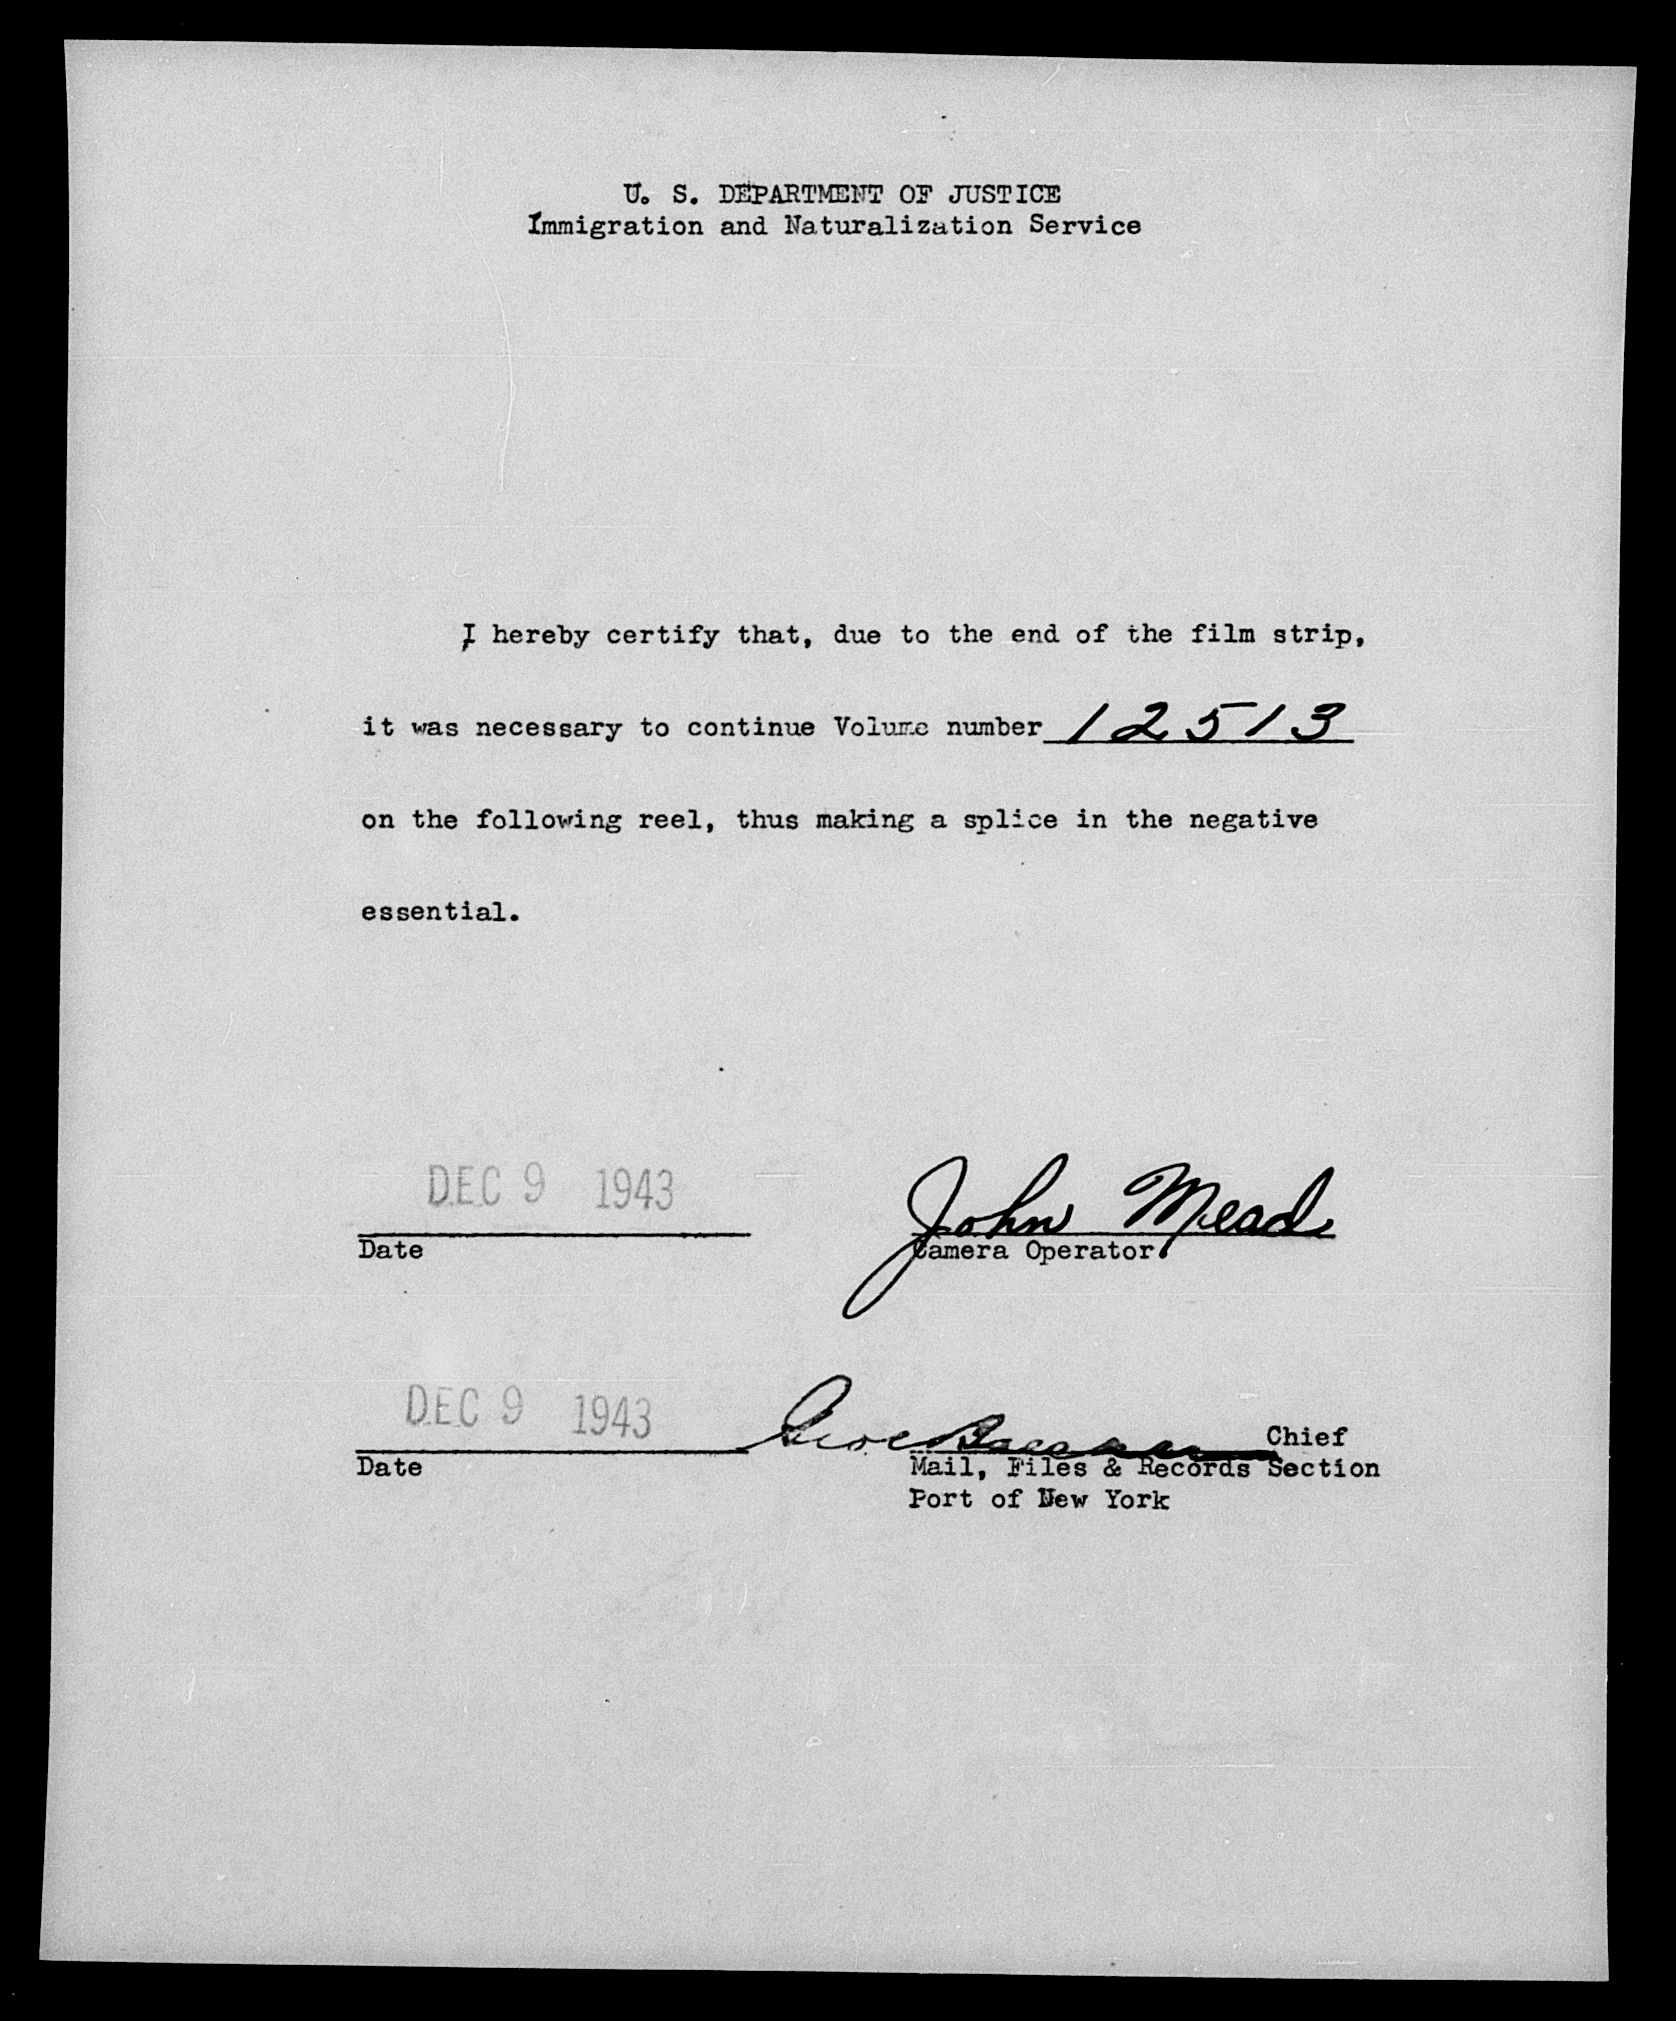 U. S. DEPARTMENT OF JUSTICE
Immigration and Naturalization Service
I hereby certify that, due to the end of the film strip,
it was necessary to continue Volume number 12513
on the following reel, thus making a splice in the negative
essential.
DEC 9 1943
John Mead
Date
Camera Operator.
DEC 9 1943
Chief
Date
Mail, Files & Records Section
Port of New York